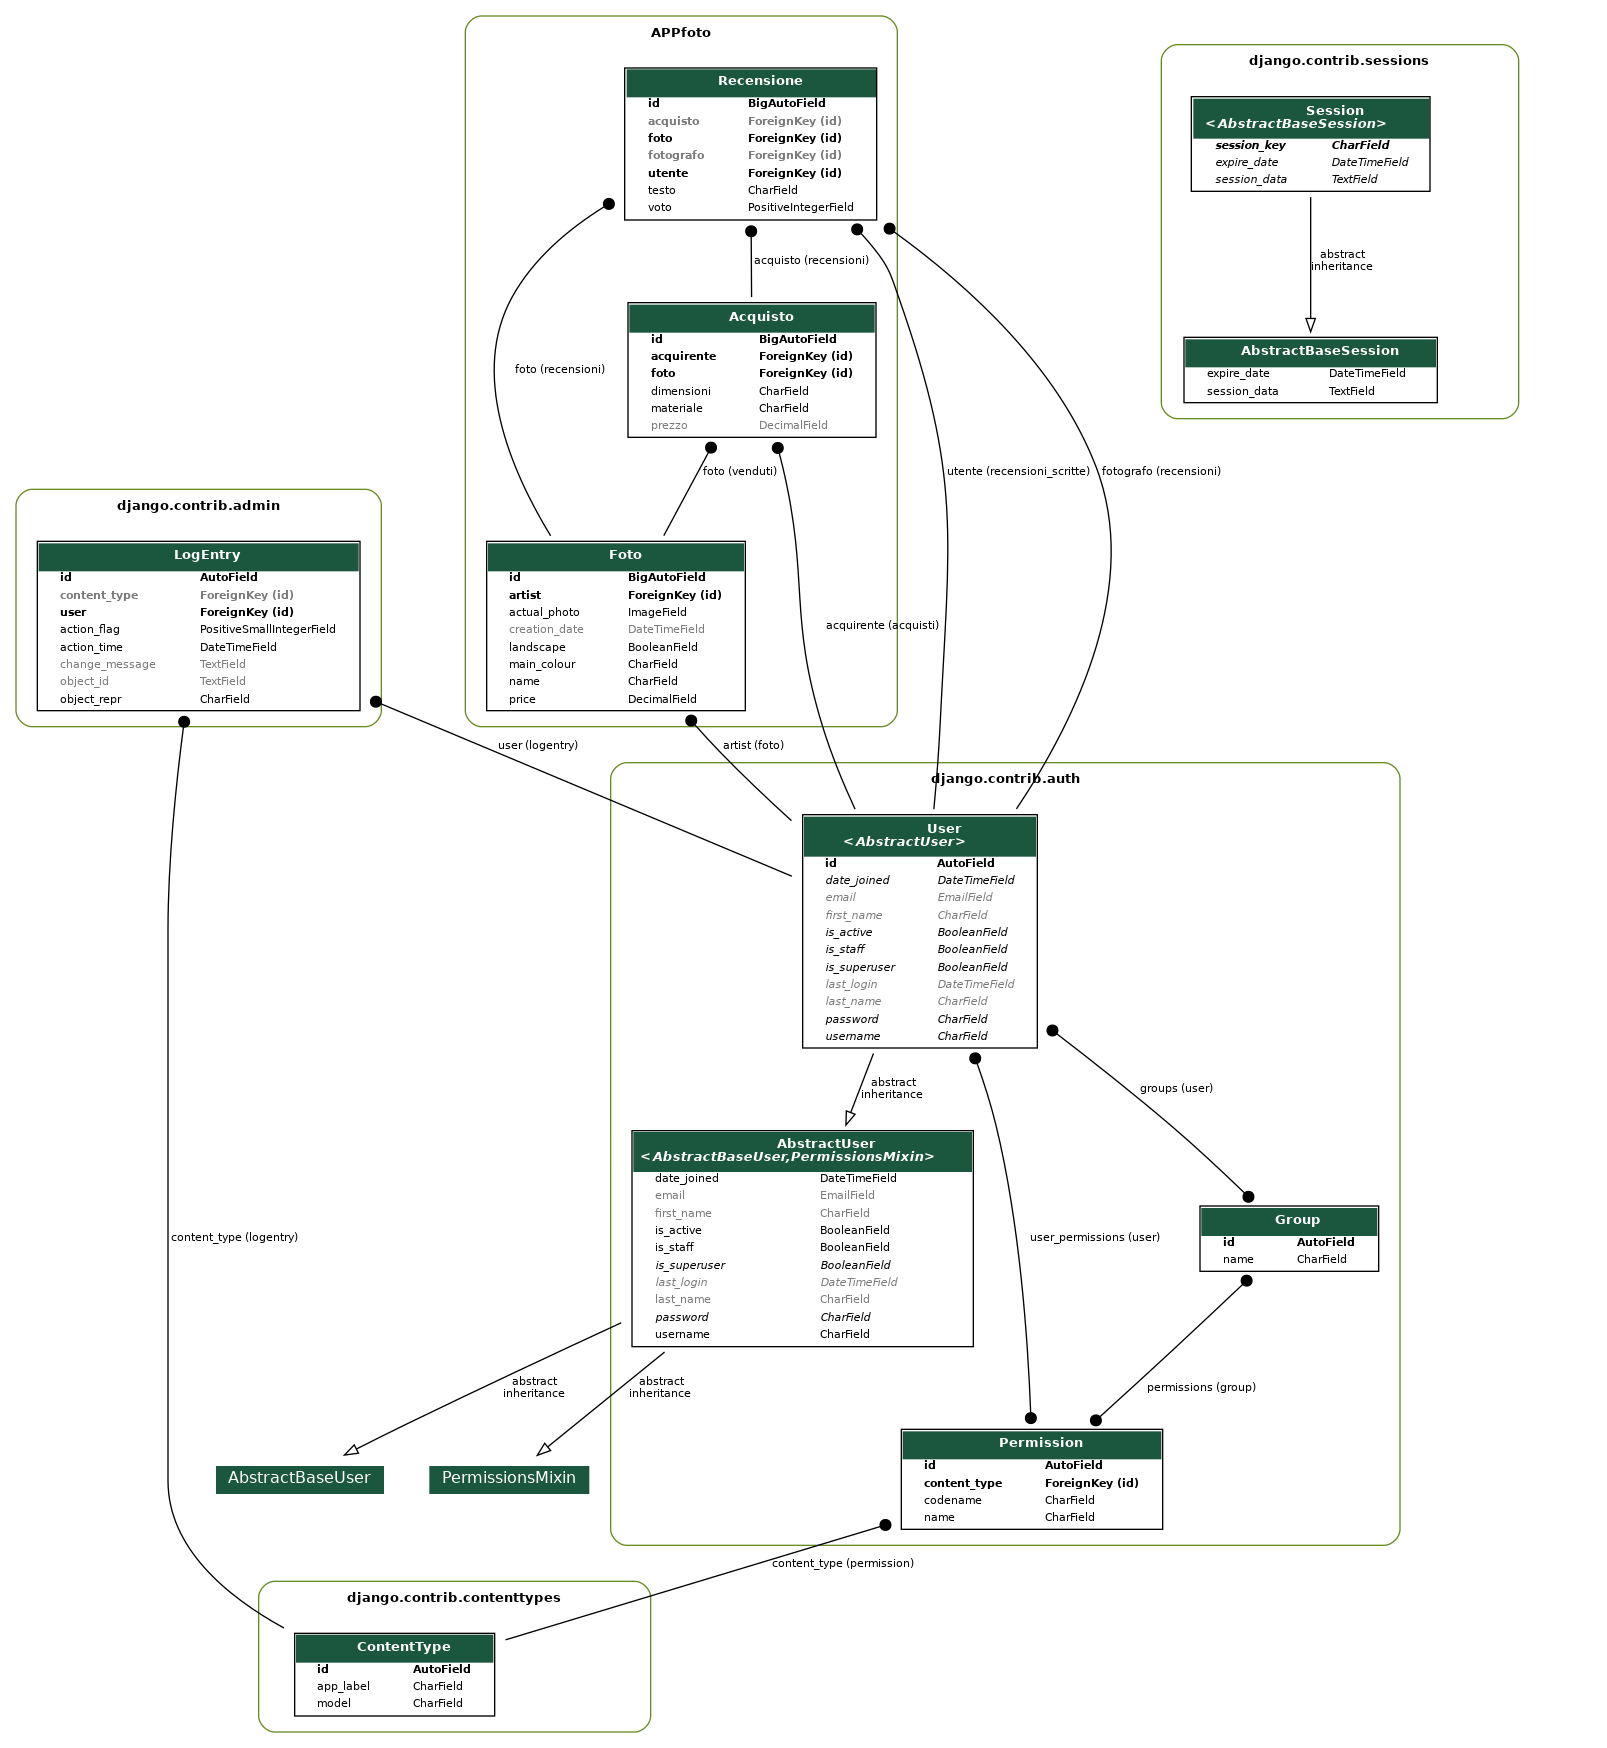 APPfoto
Recensione
id BigAutoField
acquisto ForeignKey (id)
foto ForeignKey (id)
fotografo ForeignKey (id)
utente ForeignKey (id)
testo CharField
voto PositiveIntegerField
django.contrib.sessions
Session
<AbstractBaseSession>
session_key CharField
expire_date DateTimeField
session_data TextField
abstract
inheritance
AbstractBaseSession
expire_date DateTimeField
session_data TextField
acquisto (recensioni)
Acquisto
id BigAutoField
acquirente ForeignKey (id)
foto ForeignKey (id)
dimensioni CharField
materiale CharField
prezzo DecimalField
foto (recensioni)
foto (venduti)
utente (recensioni_scritte)
fotografo (recensioni)
django.contrib.admin
LogEntry
id AutoField
content_type ForeignKey (id)
user ForeignKey (id)
action_flag PositiveSmallIntegerField
action_time DateTimeField
change_message TextField
object_id TextField
object_repr CharField
Foto
id BigAutoField
artist ForeignKey (id)
actual_photo ImageField
creation_date DateTimeField
landscape BooleanField
main_colour CharField
name CharField
price DecimalField
acquirente (acquisti)
user (logentry)
artist (foto)
django.contrib.auth
User
<AbstractUser>
id AutoField
date_joined DateTimeField
email EmailField
first_name CharField
is_active BooleanField
is_staff BooleanField
is_superuser BooleanField
last_login DateTimeField
last_name CharField
password CharField
username CharField
abstract
inheritance
groups (user)
AbstractUser
<AbstractBaseUser,PermissionsMixin>
date_joined DateTimeField
email EmailField
first_name CharField
is_active BooleanField
is_staff BooleanField
is_superuser BooleanField
last_login DateTimeField
last_name CharField
password CharField
username CharField
content_type (logentry)
user_permissions (user)
Group
id AutoField
name CharField
abstract
inheritance
abstract
inheritance
permissions (group)
AbstractBaseUser
PermissionsMixin
Permission
id AutoField
content_type ForeignKey (id)
codename CharField
name CharField
content_type (permission)
django.contrib.contenttypes
ContentType
id AutoField
app_label CharField
model CharField